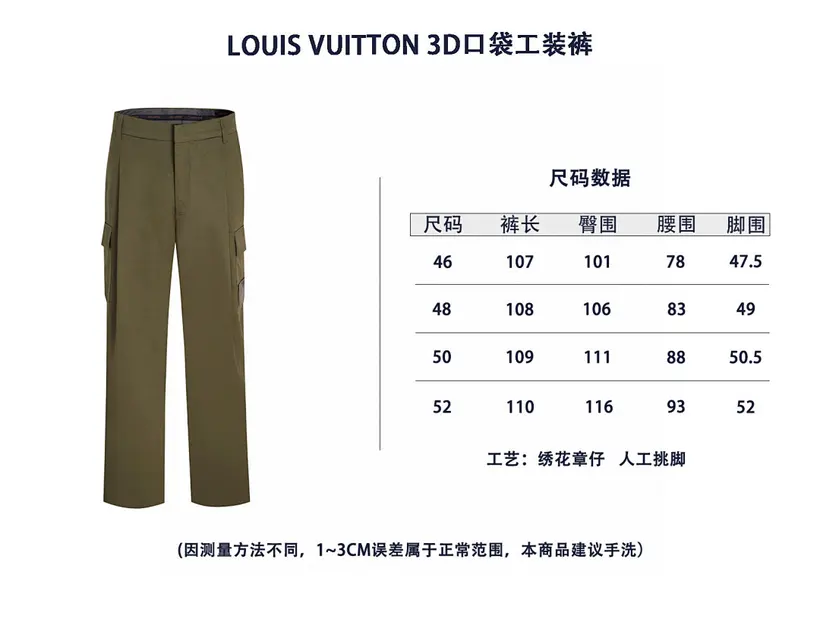 LOUIS VUITTON 3D口袋工装裤
尺码数据
尺码 裤长 臀围 腰围 脚围
46 107 101 78 47.5
48 108 106 83 49
50 109 111 88 50.5
52 110 116 93 52
工艺：绣花章仔 人工挑脚
(因测量方法不同，1~3CM误差属于正常范围，本商品建议手洗）